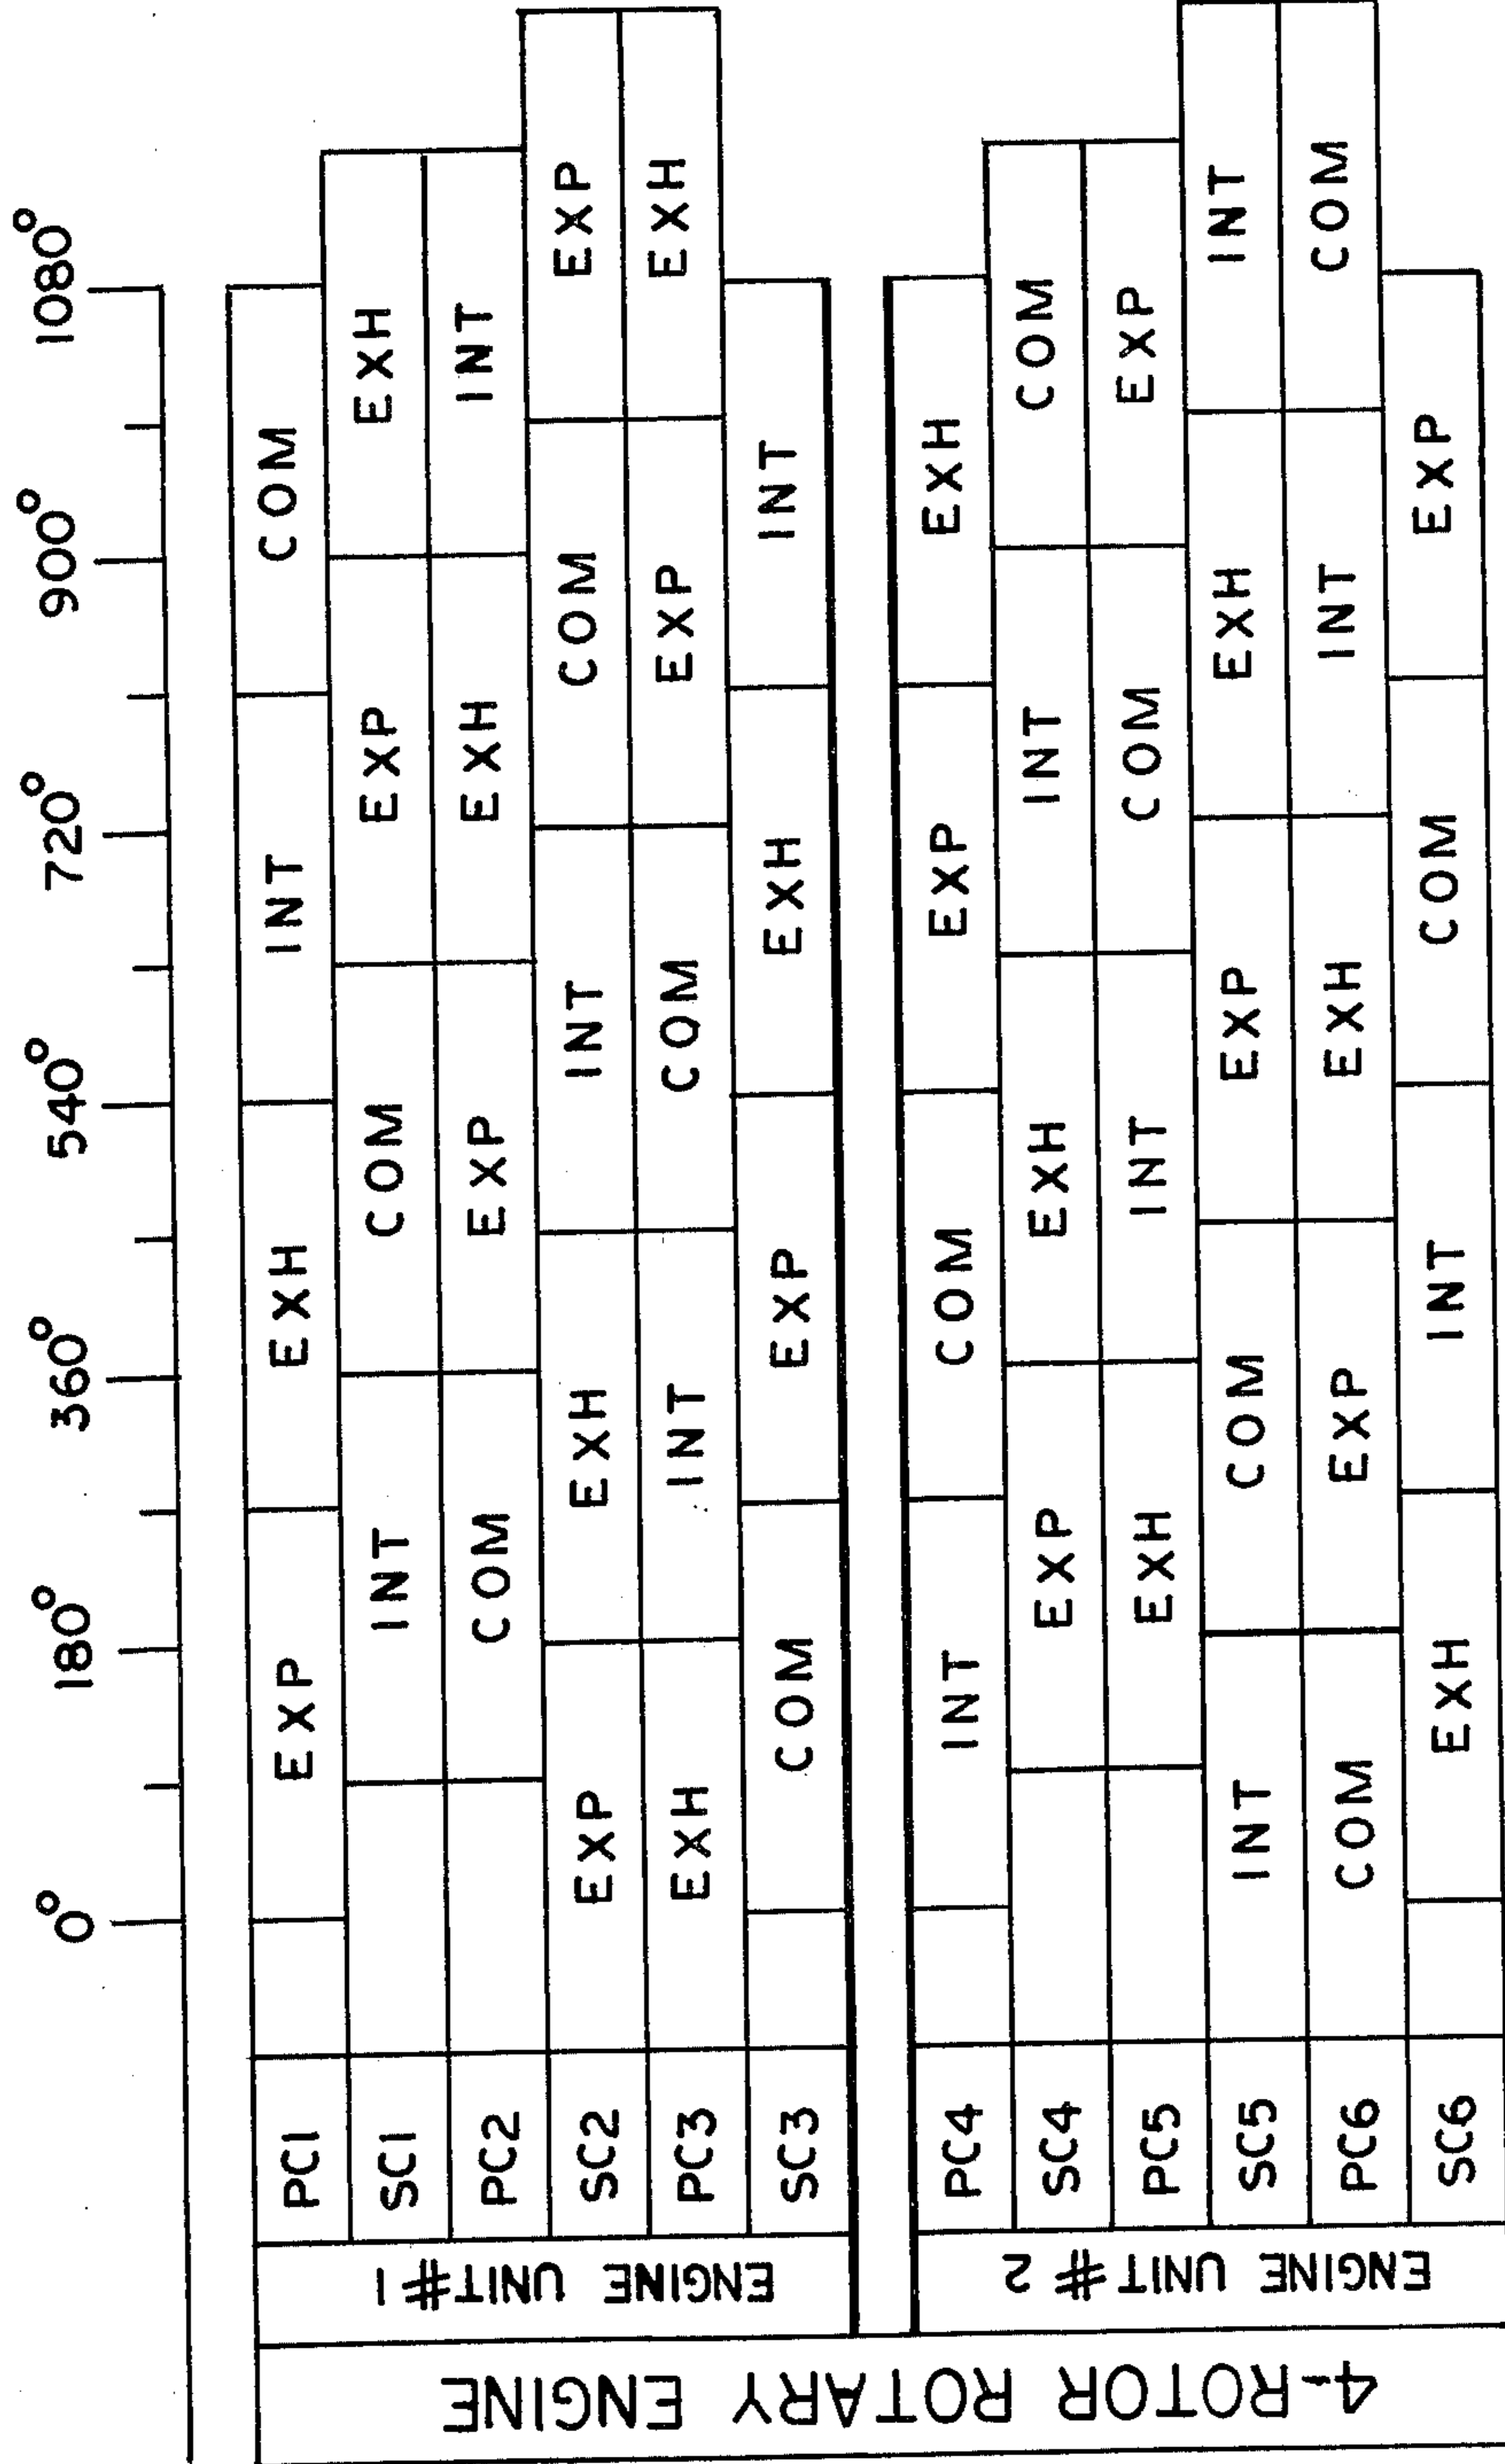 0° 180° 360° 540° 720° 900° 1080°
4-ROTOR ROTARY ENGINE
ENGINE UNIT #1
PC1 EXP EXH INT COM
SC1 INT COM EXP EXH
PC2 COM EXP EXH INT
SC2 EXP EXH INT COM EXP
PC3 EXH INT COM EXP EXH
SC3 COM EXP EXH INT
ENGINE UNIT #2
PC4 INT COM EXP EXH
SC4 EXP EXH INT COM
PC5 EXH INT COM EXP
SC5 INT COM EXP EXH INT
PC6 COM EXP EXH INT COM
SC6 EXH INT COM EXP